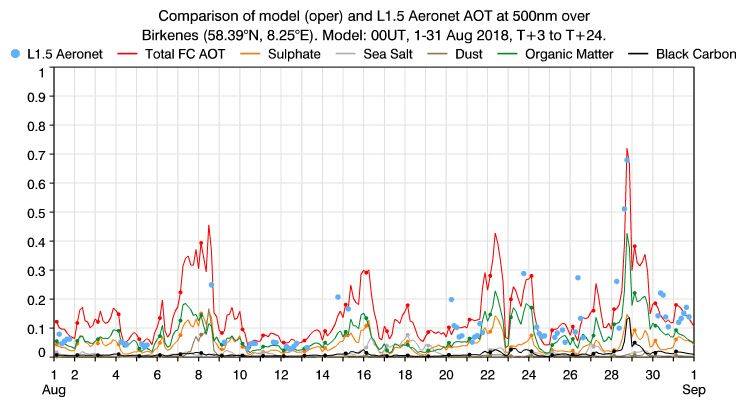 Comparison of model (oper) and L1.5 Aeronet AOT at 500nm over
Birkenes (58.39°N, 8.25°E). Model: 00UT, 1-31 Aug 2018, T+3 to T+24.
L1.5 Aeronet Total FC AOT Sulphate Sea Salt Dust Organic Matter Black Carbon
1
0.9
0.8
0.7
0.6
0.5
0.4
0.3
0.2
0.1
0
1 2 4 6 8 10 12 14 16 18 20 22 24 26 28 30 1
Aug Sep